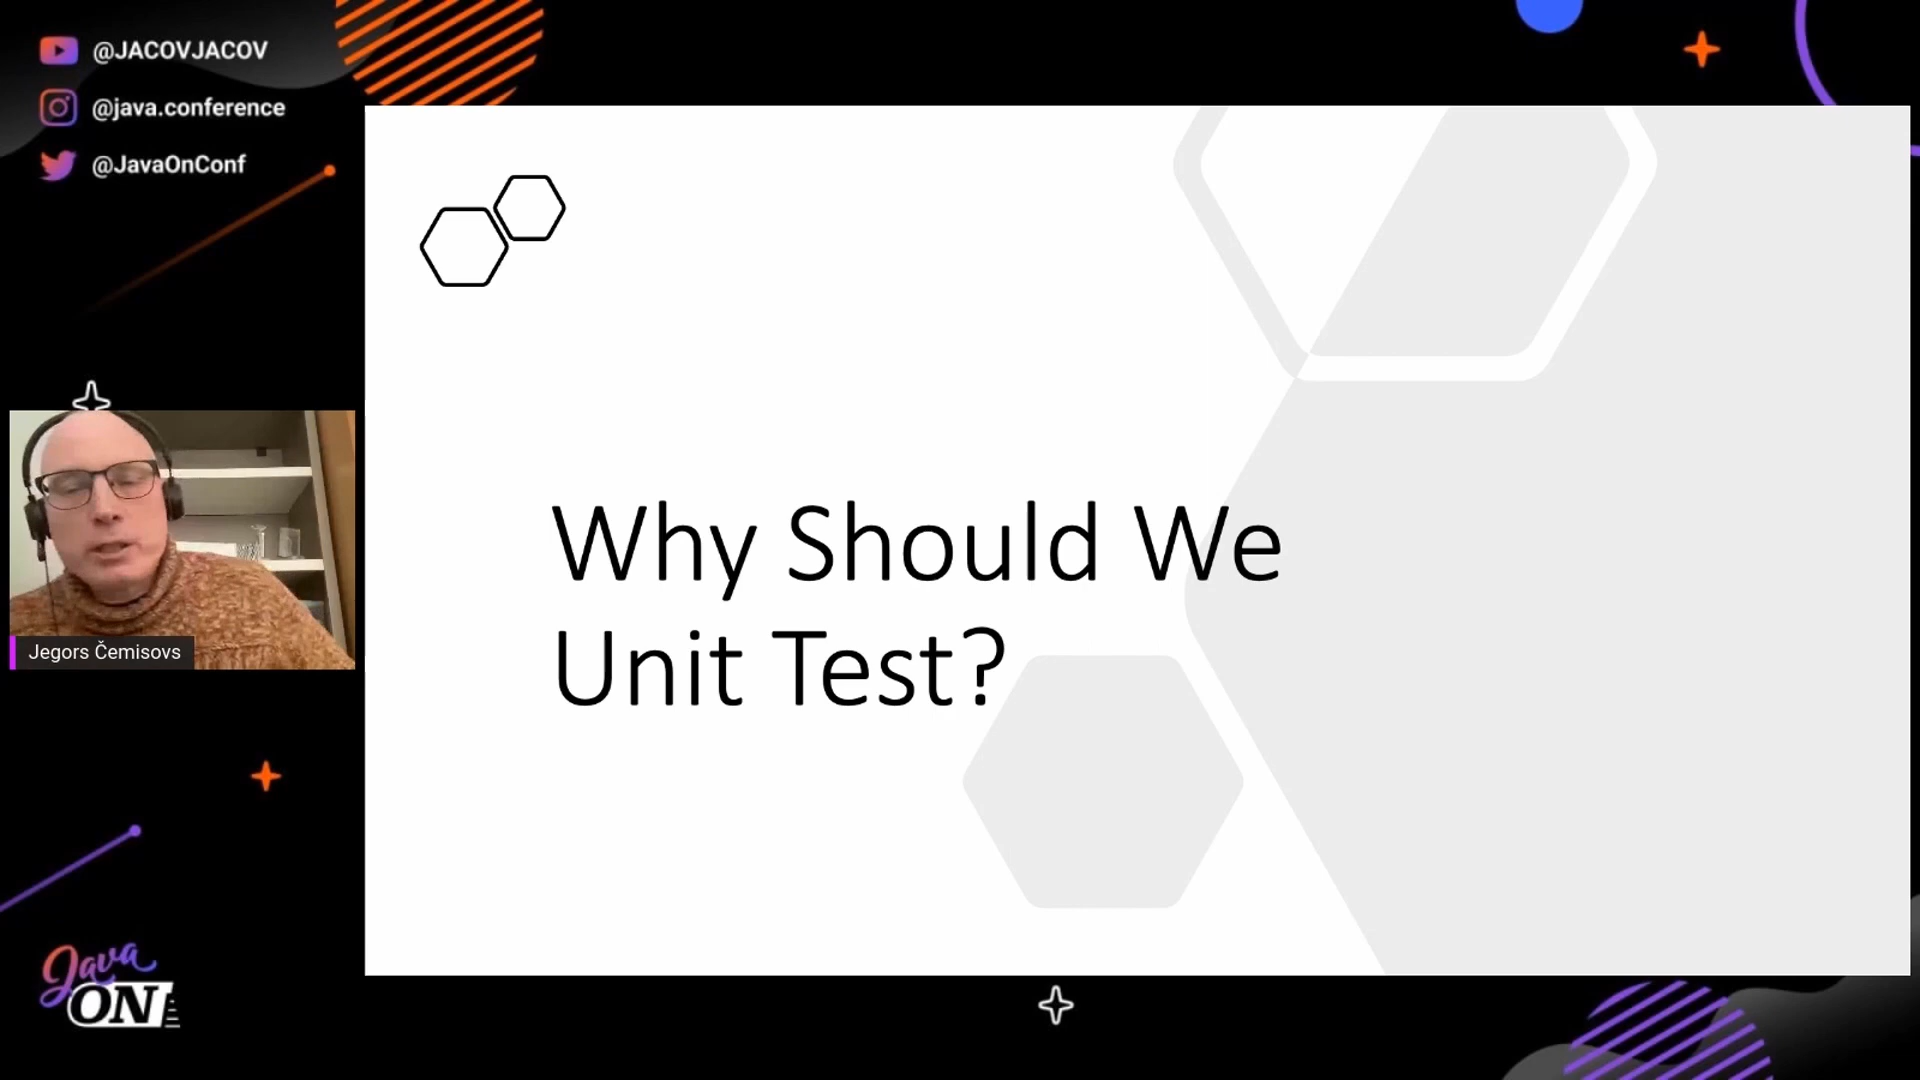 @JACOVJACOV
@java.conference
@JavaOnConf
Why Should We
Unit Test?
Jegors Čemisovs
Java
ON